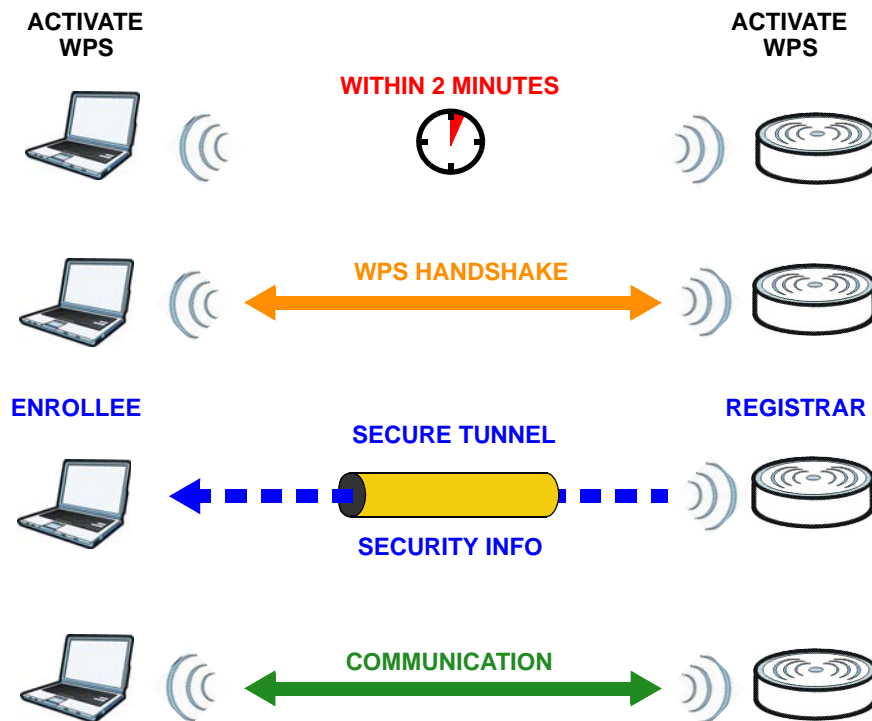 ACTIVATE
WPS
ACTIVATE
WPS
WITHIN 2 MINUTES
WPS HANDSHAKE
ENROLLEE
REGISTRAR
SECURE TUNNEL
SECURITY INFO
COMMUNICATION